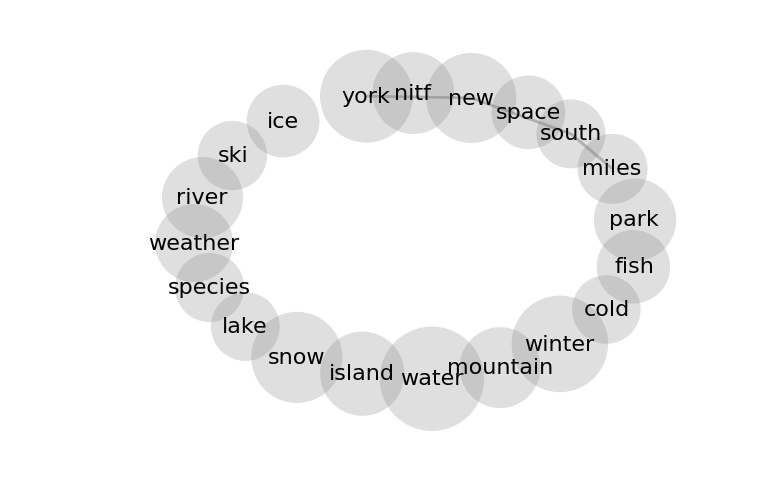 york
nitf
new
space
south
miles
park
fish
cold
winter
mountain
water
island
snow
lake
species
weather
river
ski
ice